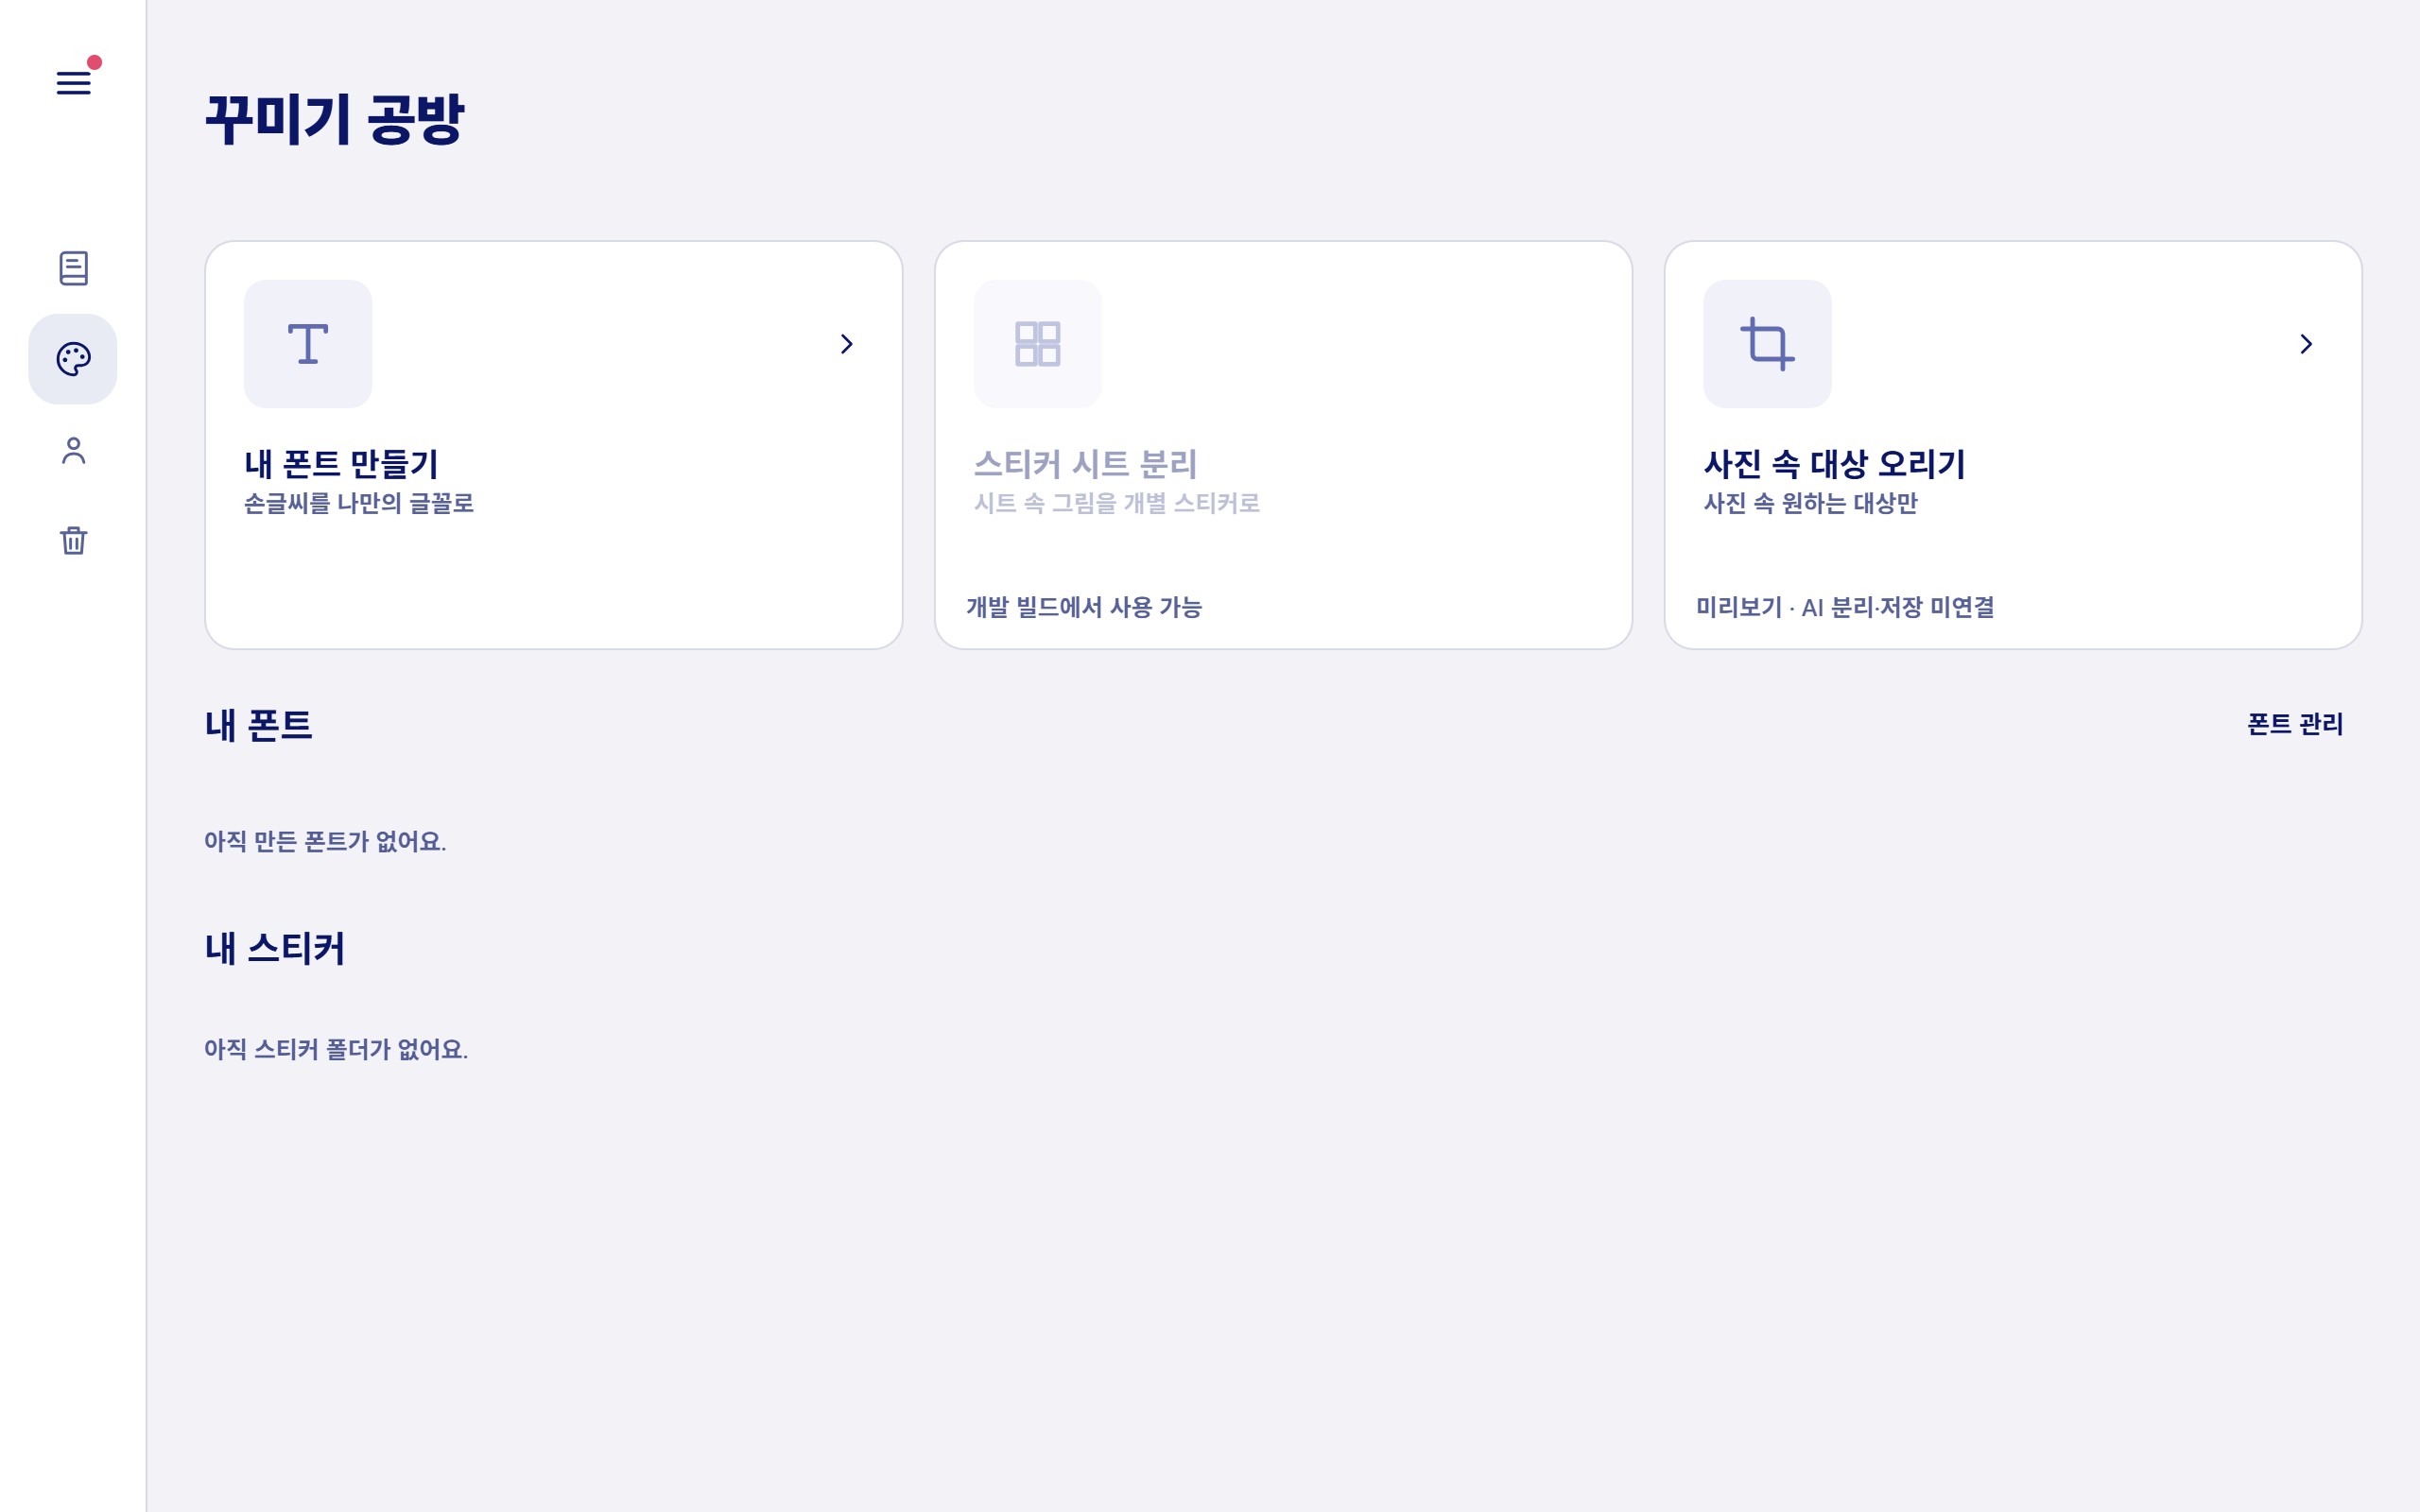 꾸미기 공방
내 폰트 만들기
손글씨를 나만의 글꼴로
스티커 시트 분리
시트 속 그림을 개별 스티커로
개발 빌드에서 사용 가능
사진 속 대상 오리기
사진 속 원하는 대상만
미리보기 · AI 분리·저장 미연결
내 폰트
폰트 관리
아직 만든 폰트가 없어요.
내 스티커
아직 스티커 폴더가 없어요.